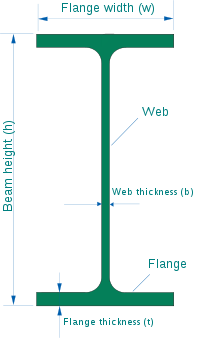 Flange width (w)
Web
Beam height (h)
Web thickness (b)
Flange
Flange thickness (t)